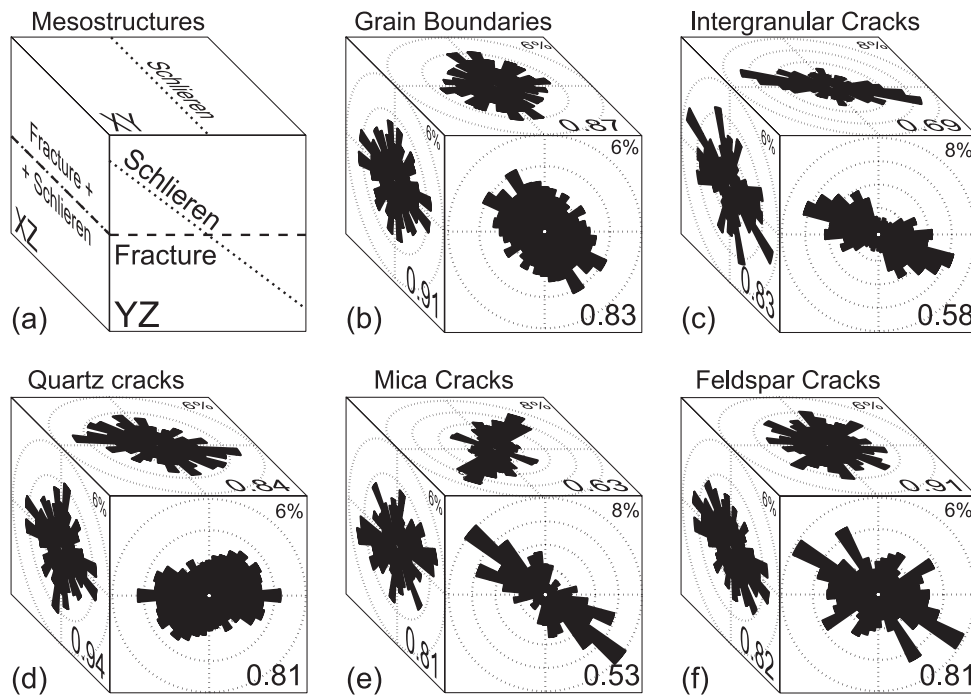 Mesostructures
Grain Boundaries
Intergranular Cracks
Schlieren
XY
Fracture +
+ Schlieren
XZ
Schlieren
Fracture
YZ
(a)
6%
0.87
6%
0.91
6%
0.83
(b)
8%
0.69
6%
0.83
8%
0.58
(c)
Quartz cracks
Mica Cracks
Feldspar Cracks
6%
0.84
6%
0.94
6%
0.81
(d)
8%
0.63
6%
0.81
8%
0.53
(e)
6%
0.91
6%
0.82
6%
0.81
(f)